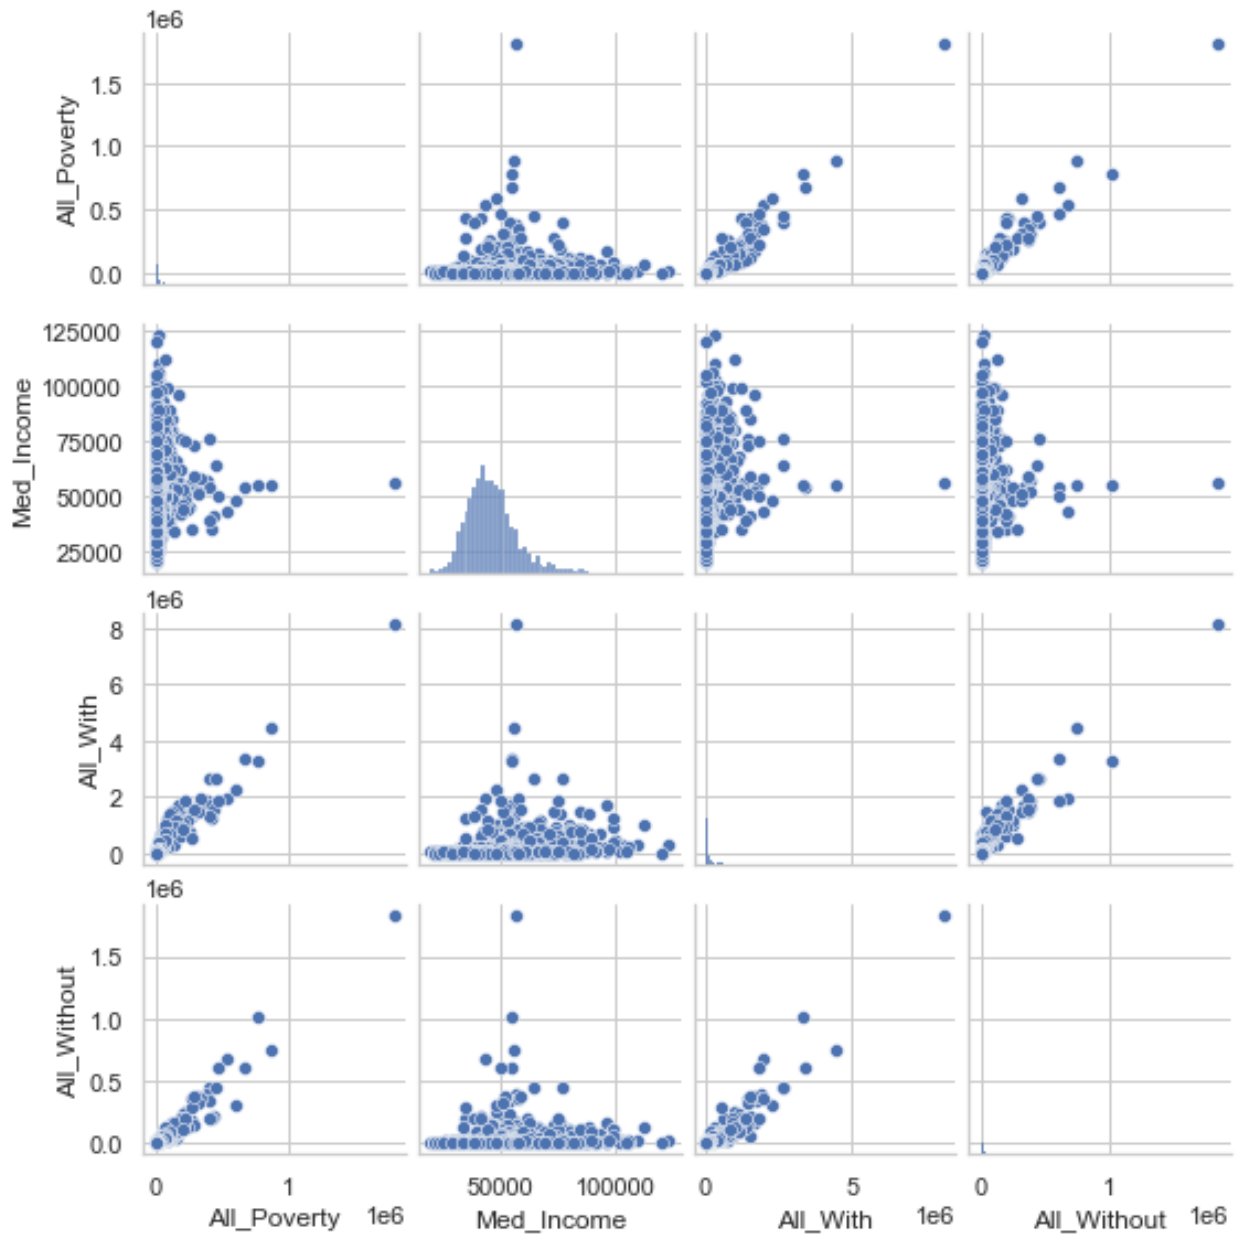 1e6
1.5
1.0
0.5
0.0
All_Poverty
125000
100000
75000
50000
25000
Med_Income
1e6
8
6
4
2
0
All_With
1e6
1.5
1.0
0.5
0.0
All_Without
0 1 50000 100000 0 5 0 1
All_Poverty 1e6 Med_Income All_With 1e6 All_Without 1e6